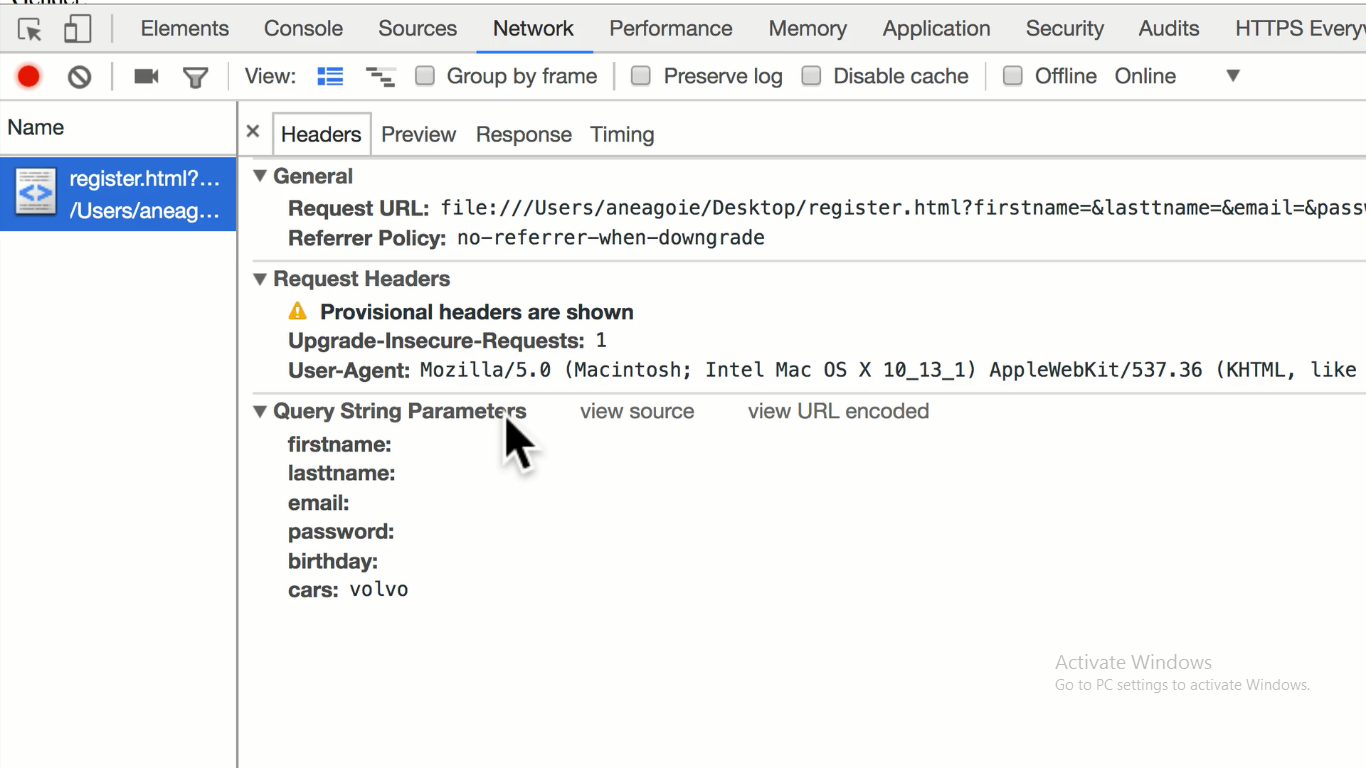 Elements Console Sources Network Performance Memory Application Security Audits HTTPS Everyw
View: Group by frame Preserve log Disable cache Offline Online
Name
Headers Preview Response Timing
register.html?...
/Users/aneag...
General
Request URL: file:///Users/aneagoie/Desktop/register.html?firstname=&lasttname=&email=&passw
Referrer Policy: no-referrer-when-downgrade
Request Headers
Provisional headers are shown
Upgrade-Insecure-Requests: 1
User-Agent: Mozilla/5.0 (Macintosh; Intel Mac OS X 10_13_1) AppleWebKit/537.36 (KHTML, like
Query String Parameters view source view URL encoded
firstname:
lasttname:
email:
password:
birthday:
cars: volvo
Activate Windows
Go to PC settings to activate Windows.